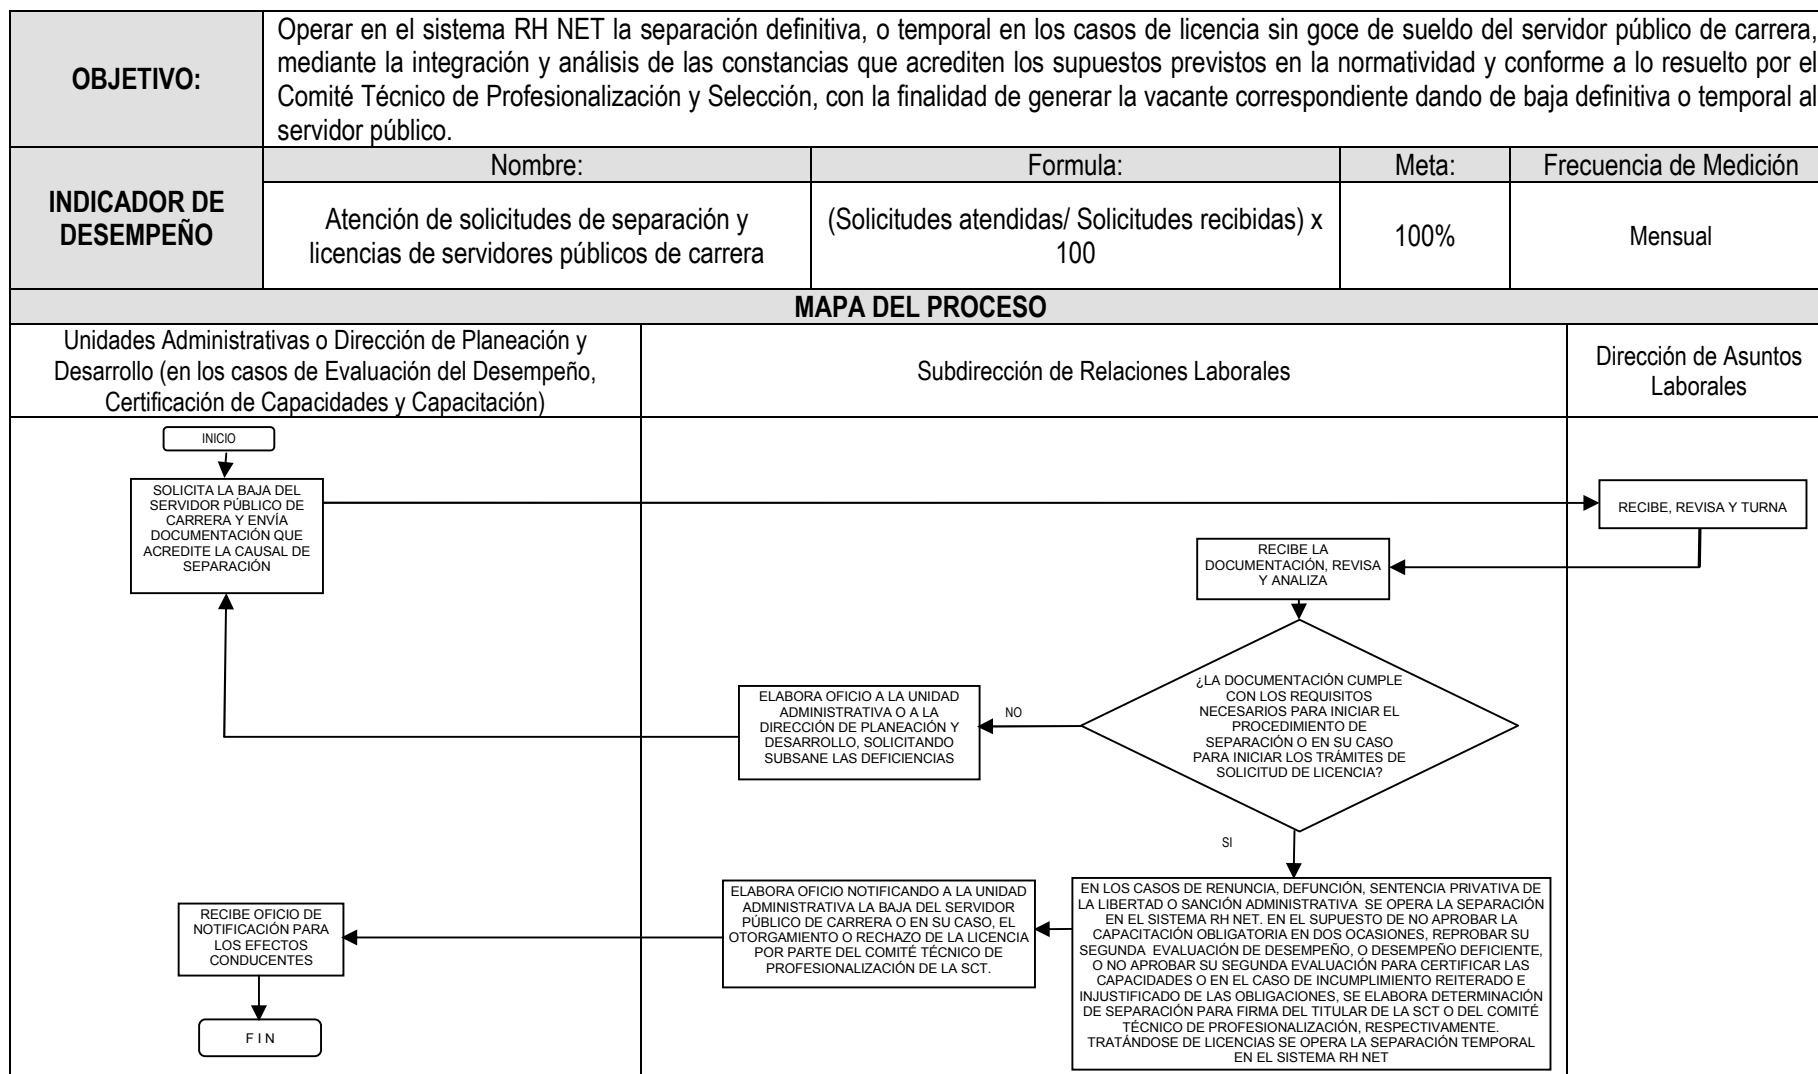 OBJETIVO:
Operar en el sistema RH NET la separación definitiva, o temporal en los casos de licencia sin goce de sueldo del servidor público de carrera,
mediante la integración y análisis de las constancias que acrediten los supuestos previstos en la normatividad y conforme a lo resuelto por el
Comité Técnico de Profesionalización y Selección, con la finalidad de generar la vacante correspondiente dando de baja definitiva o temporal al
servidor público.
INDICADOR DE
DESEMPEÑO
Nombre:
Formula:
Meta:
Frecuencia de Medición
Atención de solicitudes de separación y
licencias de servidores públicos de carrera
(Solicitudes atendidas/ Solicitudes recibidas) x
100
100%
Mensual
MAPA DEL PROCESO
Unidades Administrativas o Dirección de Planeación y
Desarrollo (en los casos de Evaluación del Desempeño,
Certificación de Capacidades y Capacitación)
Subdirección de Relaciones Laborales
Dirección de Asuntos
Laborales
INICIO
SOLICITA LA BAJA DEL
SERVIDOR PÚBLICO DE
CARRERA Y ENVÍA
DOCUMENTACIÓN QUE
ACREDITE LA CAUSAL DE
SEPARACIÓN
RECIBE, REVISA Y TURNA
RECIBE LA
DOCUMENTACIÓN, REVISA
Y ANALIZA
¿LA DOCUMENTACIÓN CUMPLE
CON LOS REQUISITOS
NECESARIOS PARA INICIAR EL
PROCEDIMIENTO DE
SEPARACIÓN O EN SU CASO
PARA INICIAR LOS TRÁMITES DE
SOLICITUD DE LICENCIA?
NO
ELABORA OFICIO A LA UNIDAD
ADMINISTRATIVA O A LA
DIRECCIÓN DE PLANEACIÓN Y
DESARROLLO, SOLICITANDO
SUBSANE LAS DEFICIENCIAS
SI
EN LOS CASOS DE RENUNCIA, DEFUNCIÓN, SENTENCIA PRIVATIVA DE
LA LIBERTAD O SANCIÓN ADMINISTRATIVA SE OPERA LA SEPARACIÓN
EN EL SISTEMA RH NET. EN EL SUPUESTO DE NO APROBAR LA
CAPACITACIÓN OBLIGATORIA EN DOS OCASIONES, REPROBAR SU
SEGUNDA EVALUACIÓN DE DESEMPEÑO, O DESEMPEÑO DEFICIENTE,
O NO APROBAR SU SEGUNDA EVALUACIÓN PARA CERTIFICAR LAS
CAPACIDADES O EN EL CASO DE INCUMPLIMIENTO REITERADO E
INJUSTIFICADO DE LAS OBLIGACIONES, SE ELABORA DETERMINACIÓN
DE SEPARACIÓN PARA FIRMA DEL TITULAR DE LA SCT O DEL COMITÉ
TÉCNICO DE PROFESIONALIZACIÓN, RESPECTIVAMENTE.
TRATÁNDOSE DE LICENCIAS SE OPERA LA SEPARACIÓN TEMPORAL
EN EL SISTEMA RH NET
ELABORA OFICIO NOTIFICANDO A LA UNIDAD
ADMINISTRATIVA LA BAJA DEL SERVIDOR
PÚBLICO DE CARRERA O EN SU CASO, EL
OTORGAMIENTO O RECHAZO DE LA LICENCIA
POR PARTE DEL COMITÉ TÉCNICO DE
PROFESIONALIZACIÓN DE LA SCT.
RECIBE OFICIO DE
NOTIFICACIÓN PARA
LOS EFECTOS
CONDUCENTES
F I N